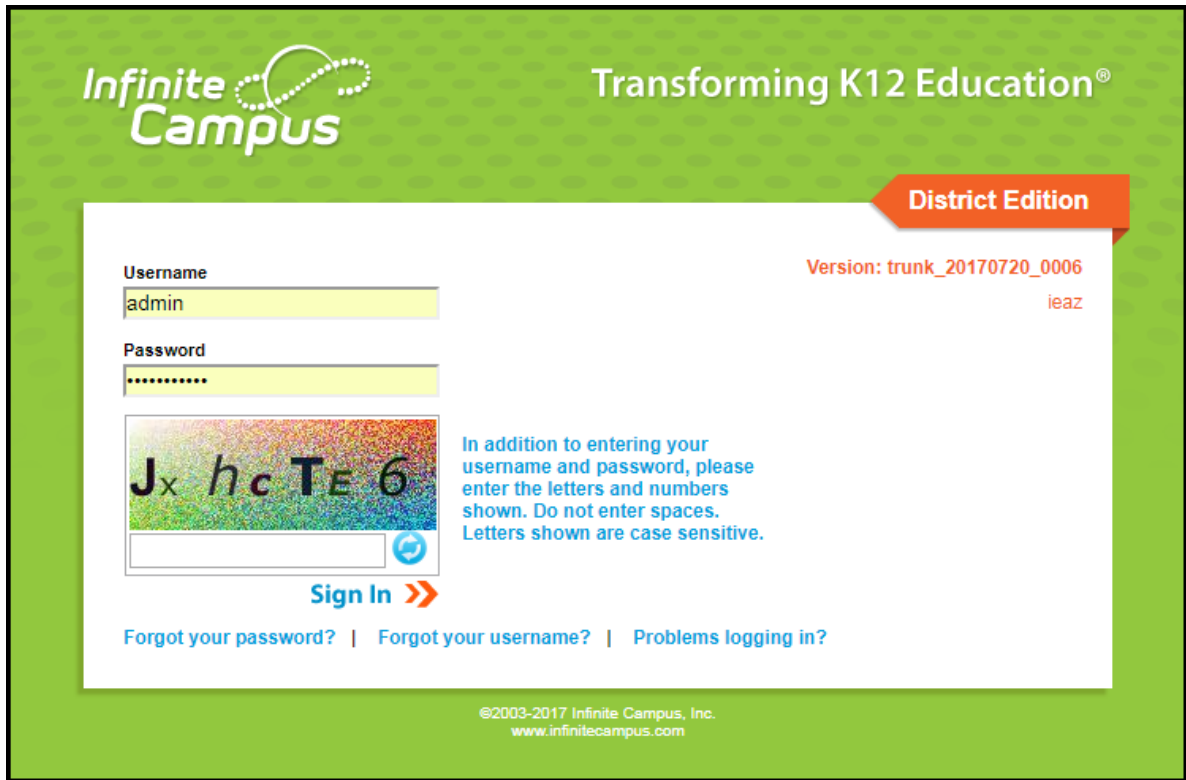 Infinite
Campus
Transforming K12 Education®
District Edition
Version: trunk_20170720_0006
ieaz
Username
admin
Password
•••••••••••
Jx hcTE 6
In addition to entering your
username and password, please
enter the letters and numbers
shown. Do not enter spaces.
Letters shown are case sensitive.
Sign In
Forgot your password? | Forgot your username? | Problems logging in?
©2003-2017 Infinite Campus, Inc.
www.infinitecampus.com